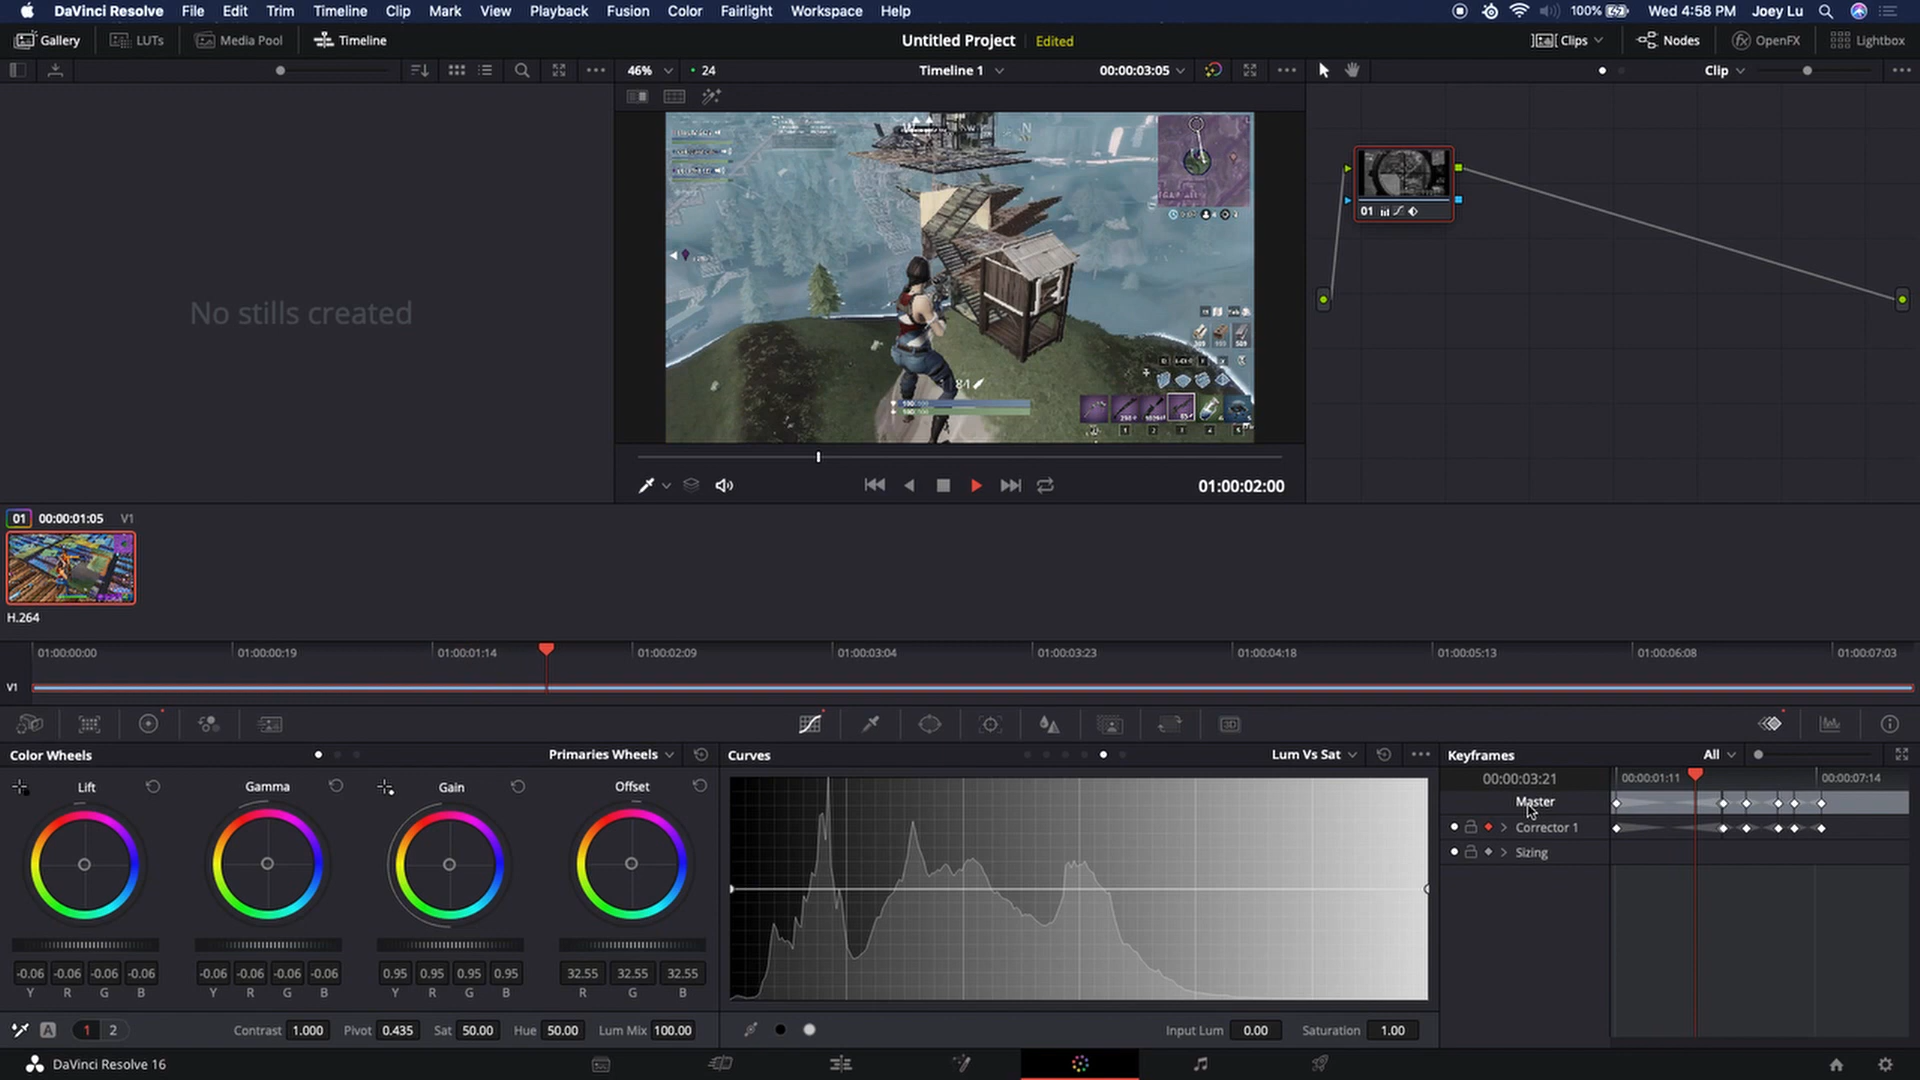 DaVinci Resolve File Edit Trim Timeline Clip Mark View Playback Fusion Color Fairlight Workspace Help 100% Wed 4:58 PM Joey Lu
Gallery LUTs Media Pool Timeline Untitled Project Edited Clips Nodes OpenFX Lightbox
46% 24 Timeline 1 00:00:03:05 Clip
W N
84
No stills created
01:00:02:00
01
01 00:00:01:05 V1
H.264
01:00:00:00 01:00:00:19 01:00:01:14 01:00:02:09 01:00:03:04 01:00:03:23 01:00:04:18 01:00:05:13 01:00:06:08 01:00:07:03
V1
3D
Color Wheels Primaries Wheels Curves Lum Vs Sat Keyframes All
00:00:03:21 00:00:01:11 00:00:07:14
Lift Gamma Gain Offset
Master
Corrector 1
Sizing
-0.06 -0.06 -0.06 -0.06 -0.06 -0.06 -0.06 -0.06 0.95 0.95 0.95 0.95 32.55 32.55 32.55
Y R G B Y R G B Y R G B R G B
A 1 2 Contrast 1.000 Pivot 0.435 Sat 50.00 Hue 50.00 Lum Mix 100.00 Input Lum 0.00 Saturation 1.00
DaVinci Resolve 16